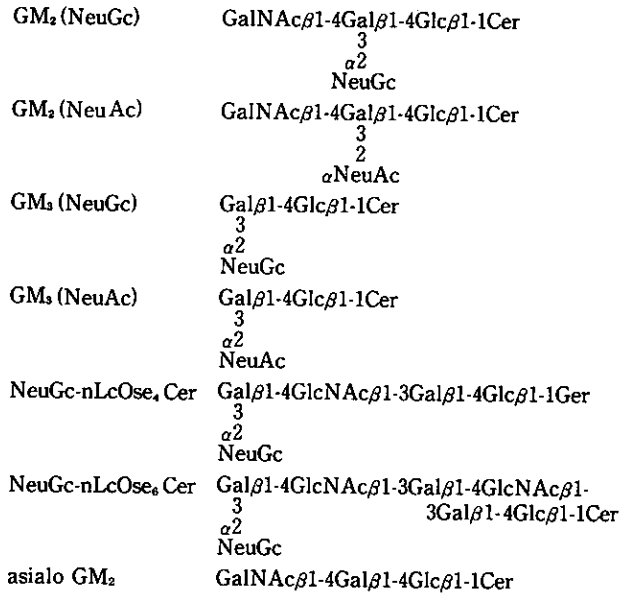 GM₂ (NeuGc) GalNAcβ1-4Galβ1-4Glcβ1-1Cer
3
α2
NeuGc
GM₂ (NeuAc) GalNAcβ1-4Galβ1-4Glcβ1-1Cer
3
2
αNeuAc
GM₃ (NeuGc) Galβ1-4Glcβ1-1Cer
3
α2
NeuGc
GM₃ (NeuAc) Galβ1-4Glcβ1-1Cer
3
α2
NeuAc
NeuGc-nLcOse₄ Cer Galβ1-4GlcNAcβ1-3Galβ1-4Glcβ1-1Ger
3
α2
NeuGc
NeuGc-nLcOse₆ Cer Galβ1-4GlcNAcβ1-3Galβ1-4GlcNAcβ1-
3 3Galβ1-4Glcβ1-1Cer
α2
NeuGc
asialo GM₂ GalNAcβ1-4Galβ1-4Glcβ1-1Cer